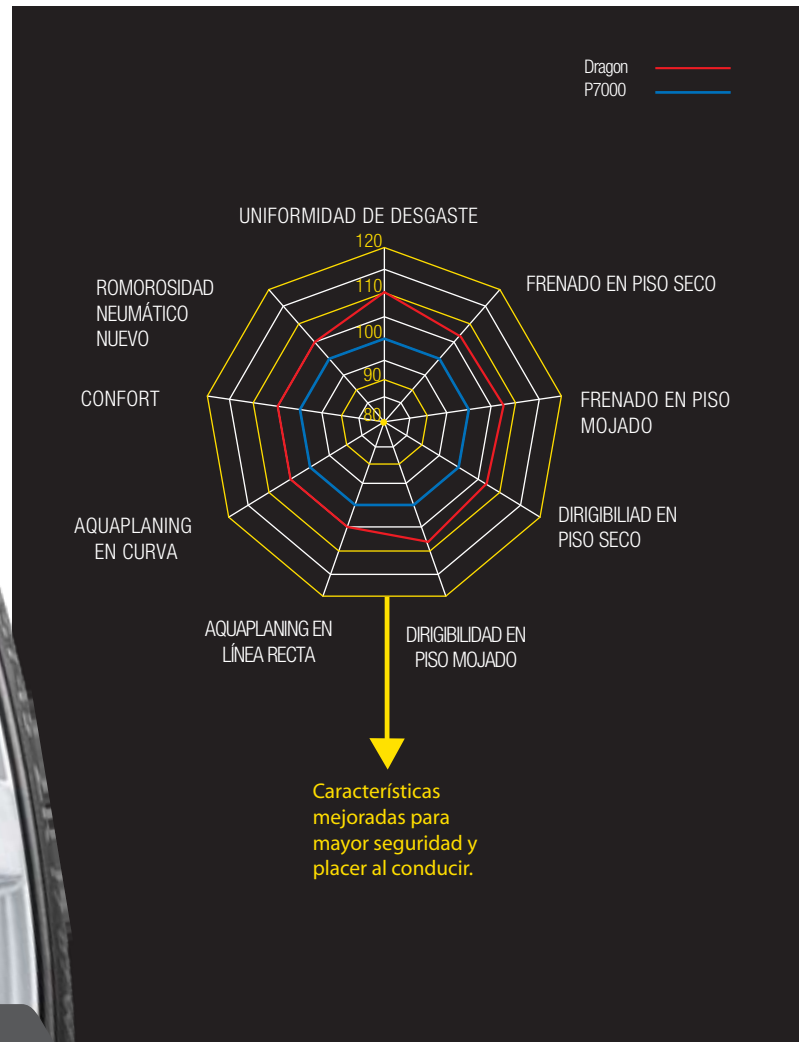 Dragon
P7000
UNIFORMIDAD DE DESGASTE
120
110
100
90
80
FRENADO EN PISO SECO
FRENADO EN PISO
MOJADO
DIRIGIBILIAD EN
PISO SECO
DIRIGIBILIDAD EN
PISO MOJADO
AQUAPLANING EN
LÍNEA RECTA
AQUAPLANING
EN CURVA
CONFORT
ROMOROSIDAD
NEUMÁTICO
NUEVO
Características
mejoradas para
mayor seguridad y
placer al conducir.